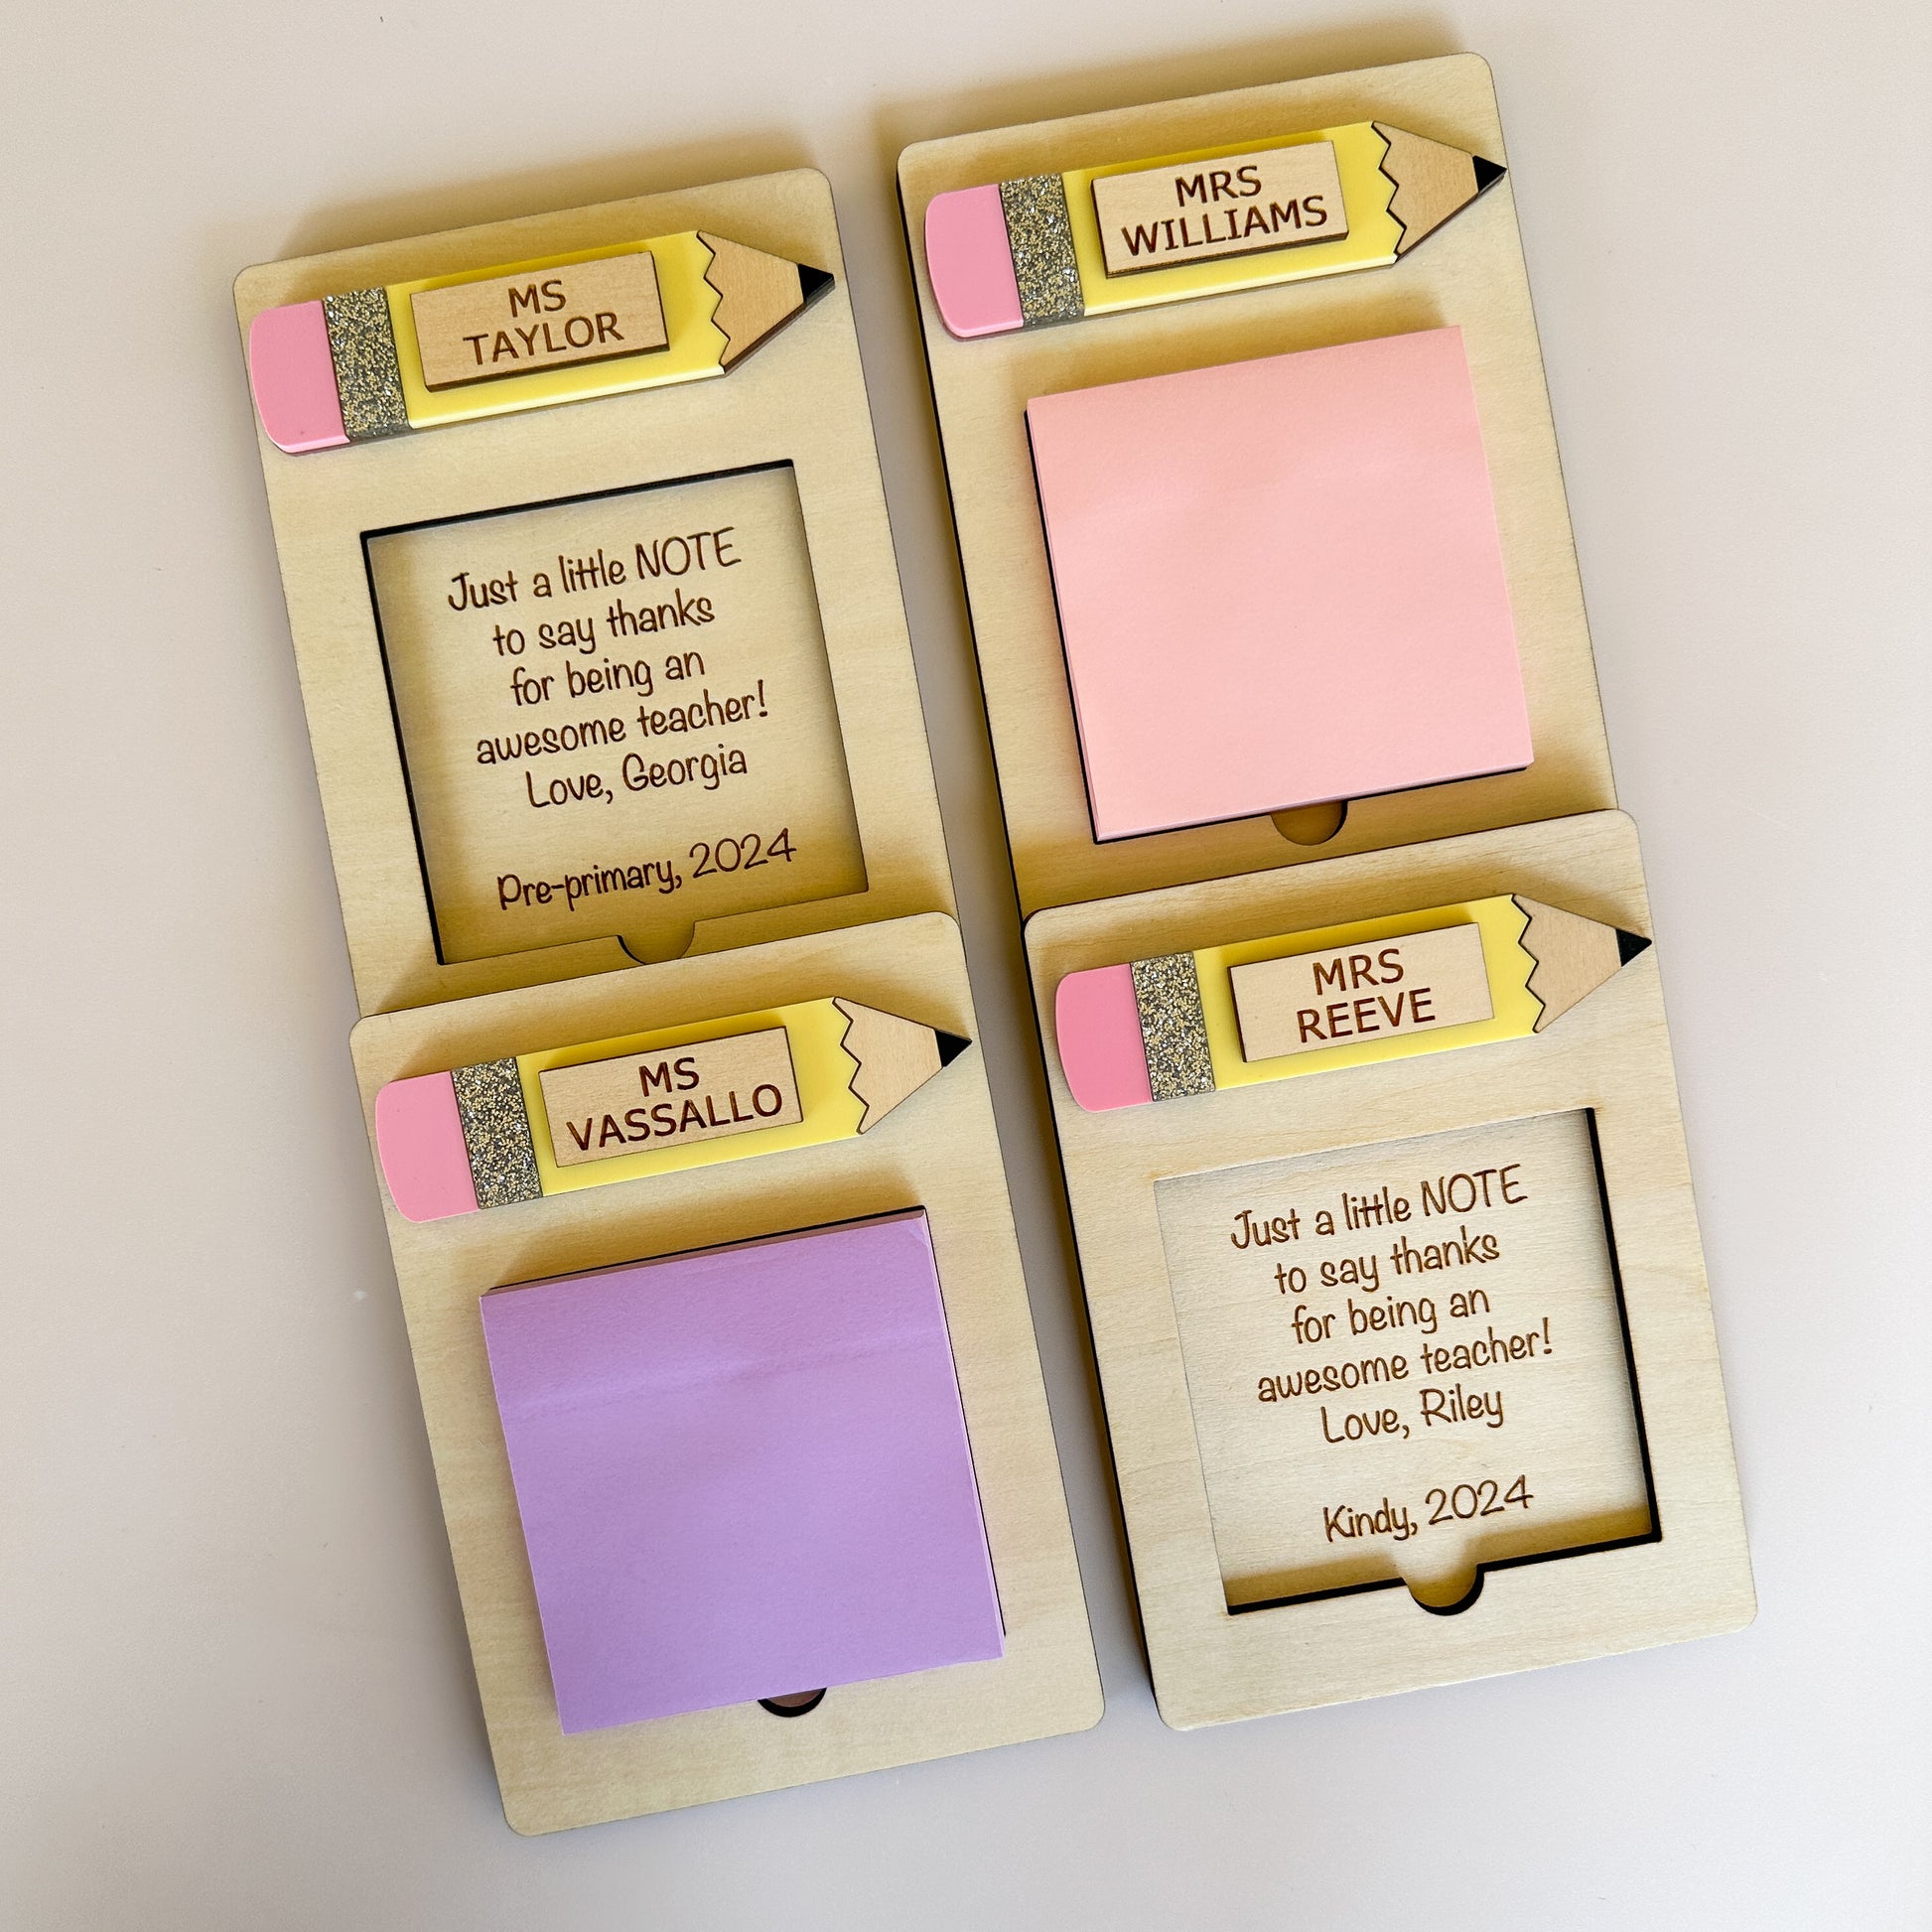 MS
TAYLOR
Just a little NOTE
to say thanks
for being an
awesome teacher!
Love, Georgia
Pre-primary, 2024
MRS
WILLIAMS
MS
VASSALLO
MRS
REEVE
Just a little NOTE
to say thanks
for being an
awesome teacher!
Love, Riley
Kindy, 2024